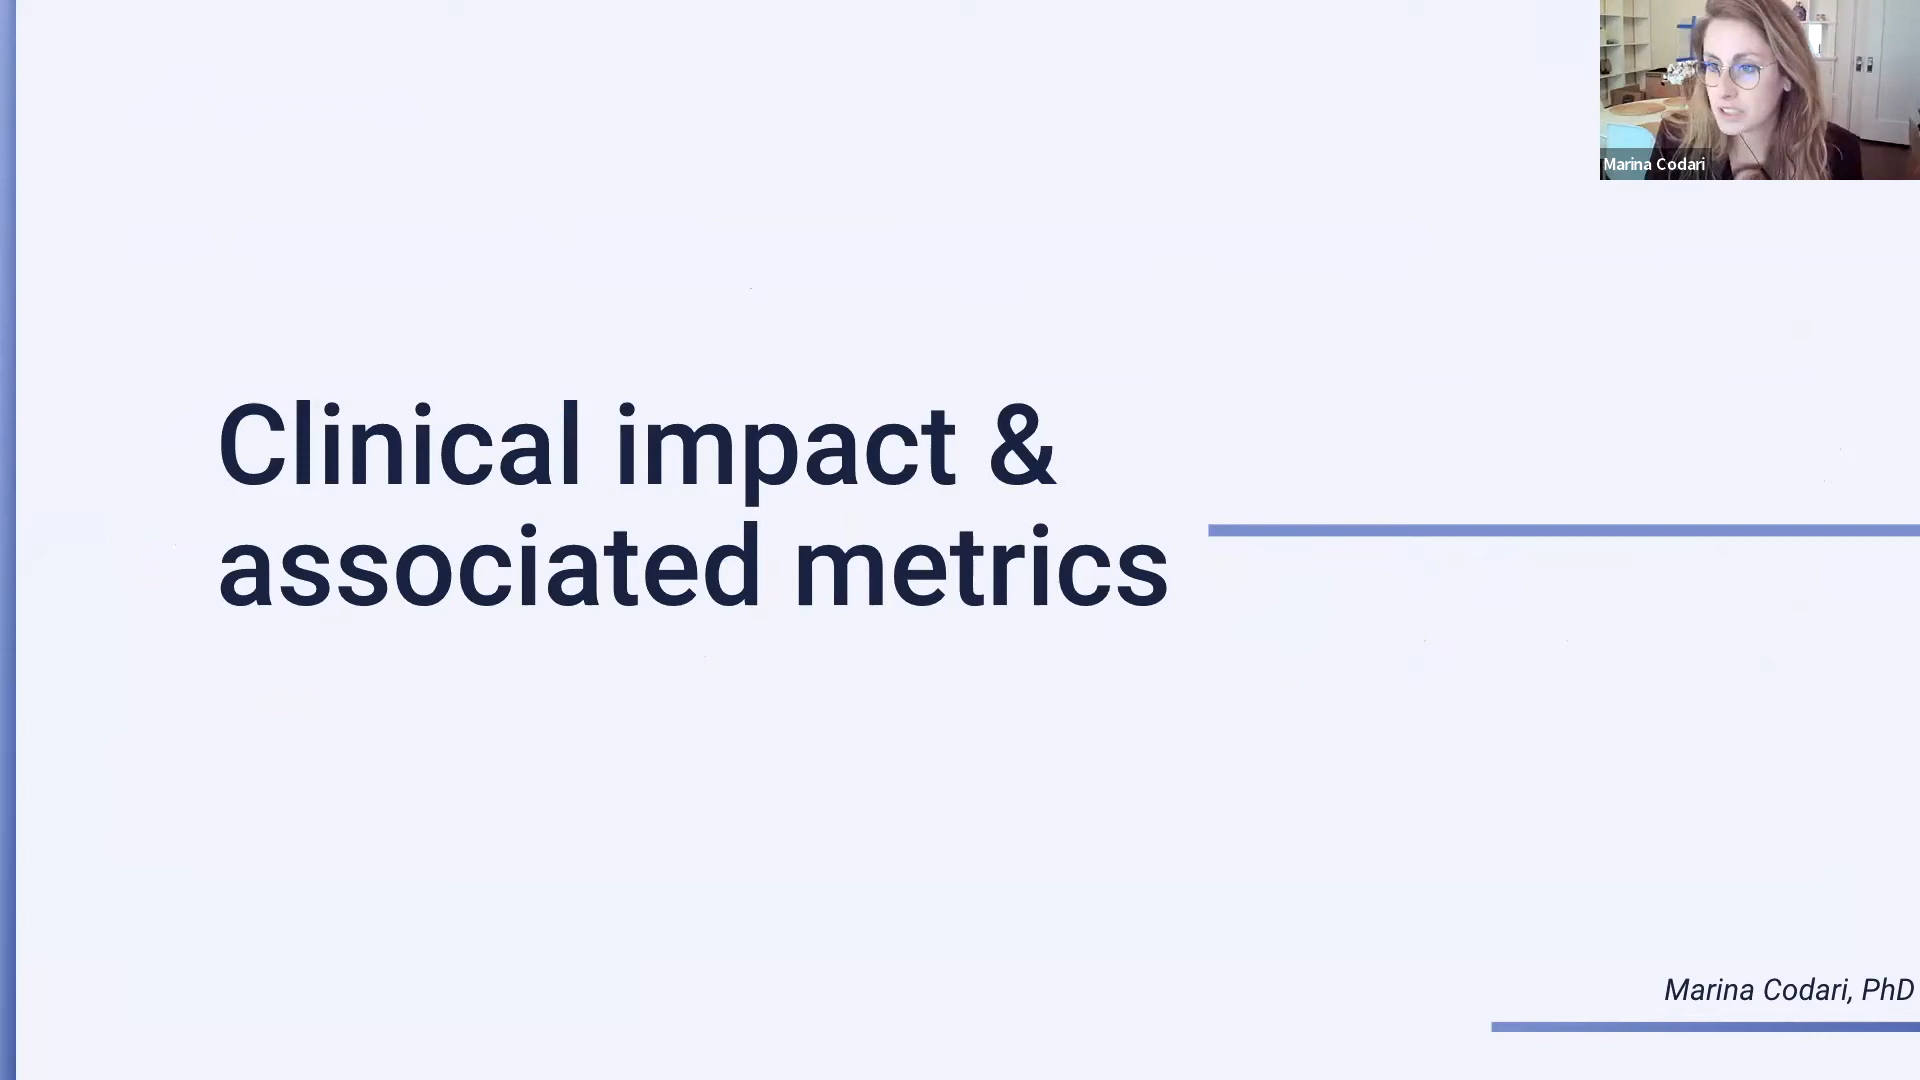 Marina Codari
Clinical impact &
associated metrics
Marina Codari, PhD